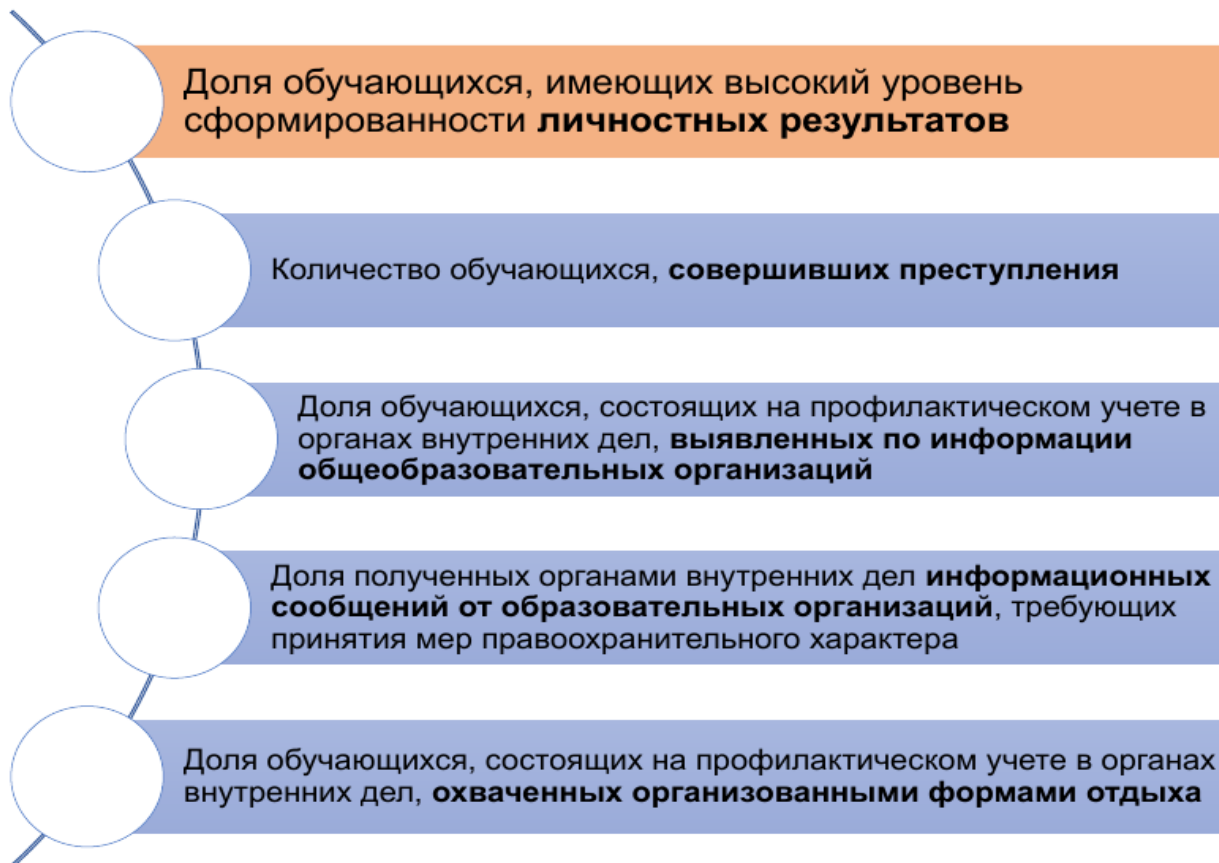 Доля обучающихся, имеющих высокий уровень
сформированности личностных результатов
Количество обучающихся, совершивших преступления
Доля обучающихся, состоящих на профилактическом учете в
органах внутренних дел, выявленных по информации
общеобразовательных организаций
Доля полученных органами внутренних дел информационных
сообщений от образовательных организаций, требующих
принятия мер правоохранительного характера
Доля обучающихся, состоящих на профилактическом учете в органах
внутренних дел, охваченных организованными формами отдыха